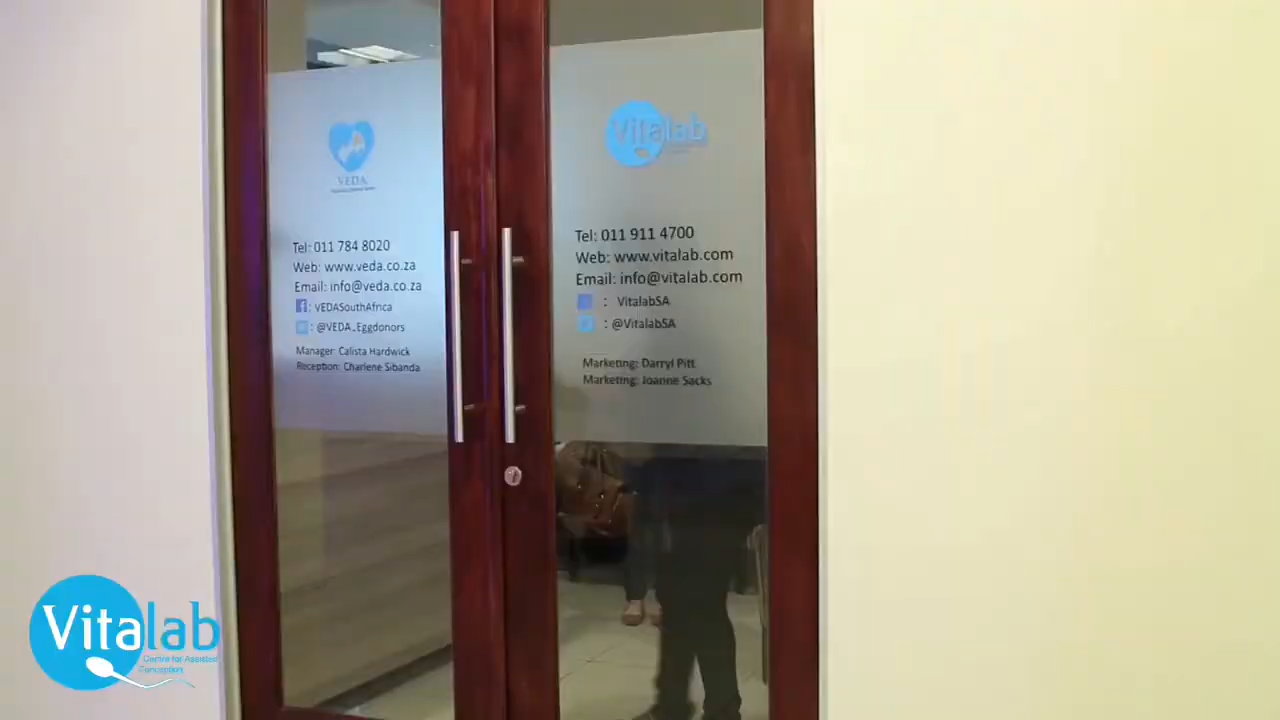 VEDA
Tel: 011 784 8020
Web: www.veda.co.za
Email: info@veda.co.za
: VEDASouthAfrica
: @VEDA_Eggdonors
Manager: Calista Hardwick
Reception: Charlene Sibanda
Vitalab
Tel: 011 911 4700
Web: www.vitalab.com
Email: info@vitalab.com
: VitalabSA
: @VitalabSA
Marketing: Darryl Pitt
Marketing: Joanne Sacks
Vitalab
Centre for Assisted
Conception